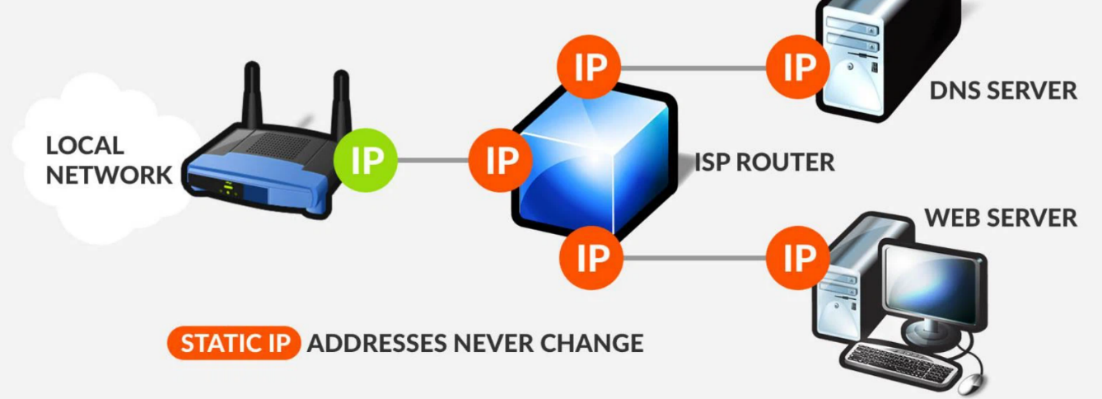 IP
IP
DNS SERVER
LOCAL
NETWORK
IP
IP
ISP ROUTER
WEB SERVER
IP
IP
STATIC IP ADDRESSES NEVER CHANGE